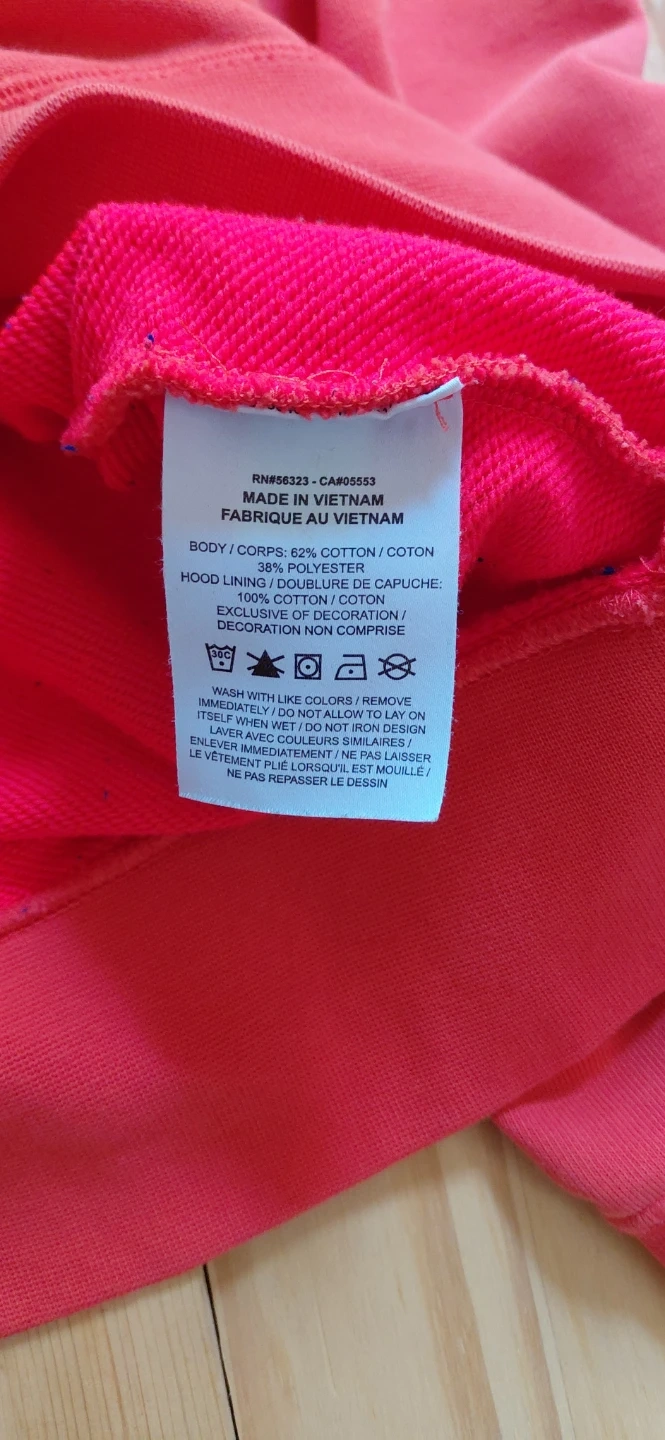 RN#56323 - CA#05553
MADE IN VIETNAM
FABRIQUE AU VIETNAM
BODY / CORPS: 62% COTTON / COTON
38% POLYESTER
HOOD LINING / DOUBLURE DE CAPUCHE:
100% COTTON / COTON
EXCLUSIVE OF DECORATION /
DECORATION NON COMPRISE
30C
WASH WITH LIKE COLORS / REMOVE
IMMEDIATELY / DO NOT ALLOW TO LAY ON
ITSELF WHEN WET / DO NOT IRON DESIGN
LAVER AVEC COULEURS SIMILAIRES /
ENLEVER IMMEDIATEMENT / NE PAS LAISSER
LE VÊTEMENT PLIÉ LORSQU'IL EST MOUILLÉ /
NE PAS REPASSER LE DESSIN